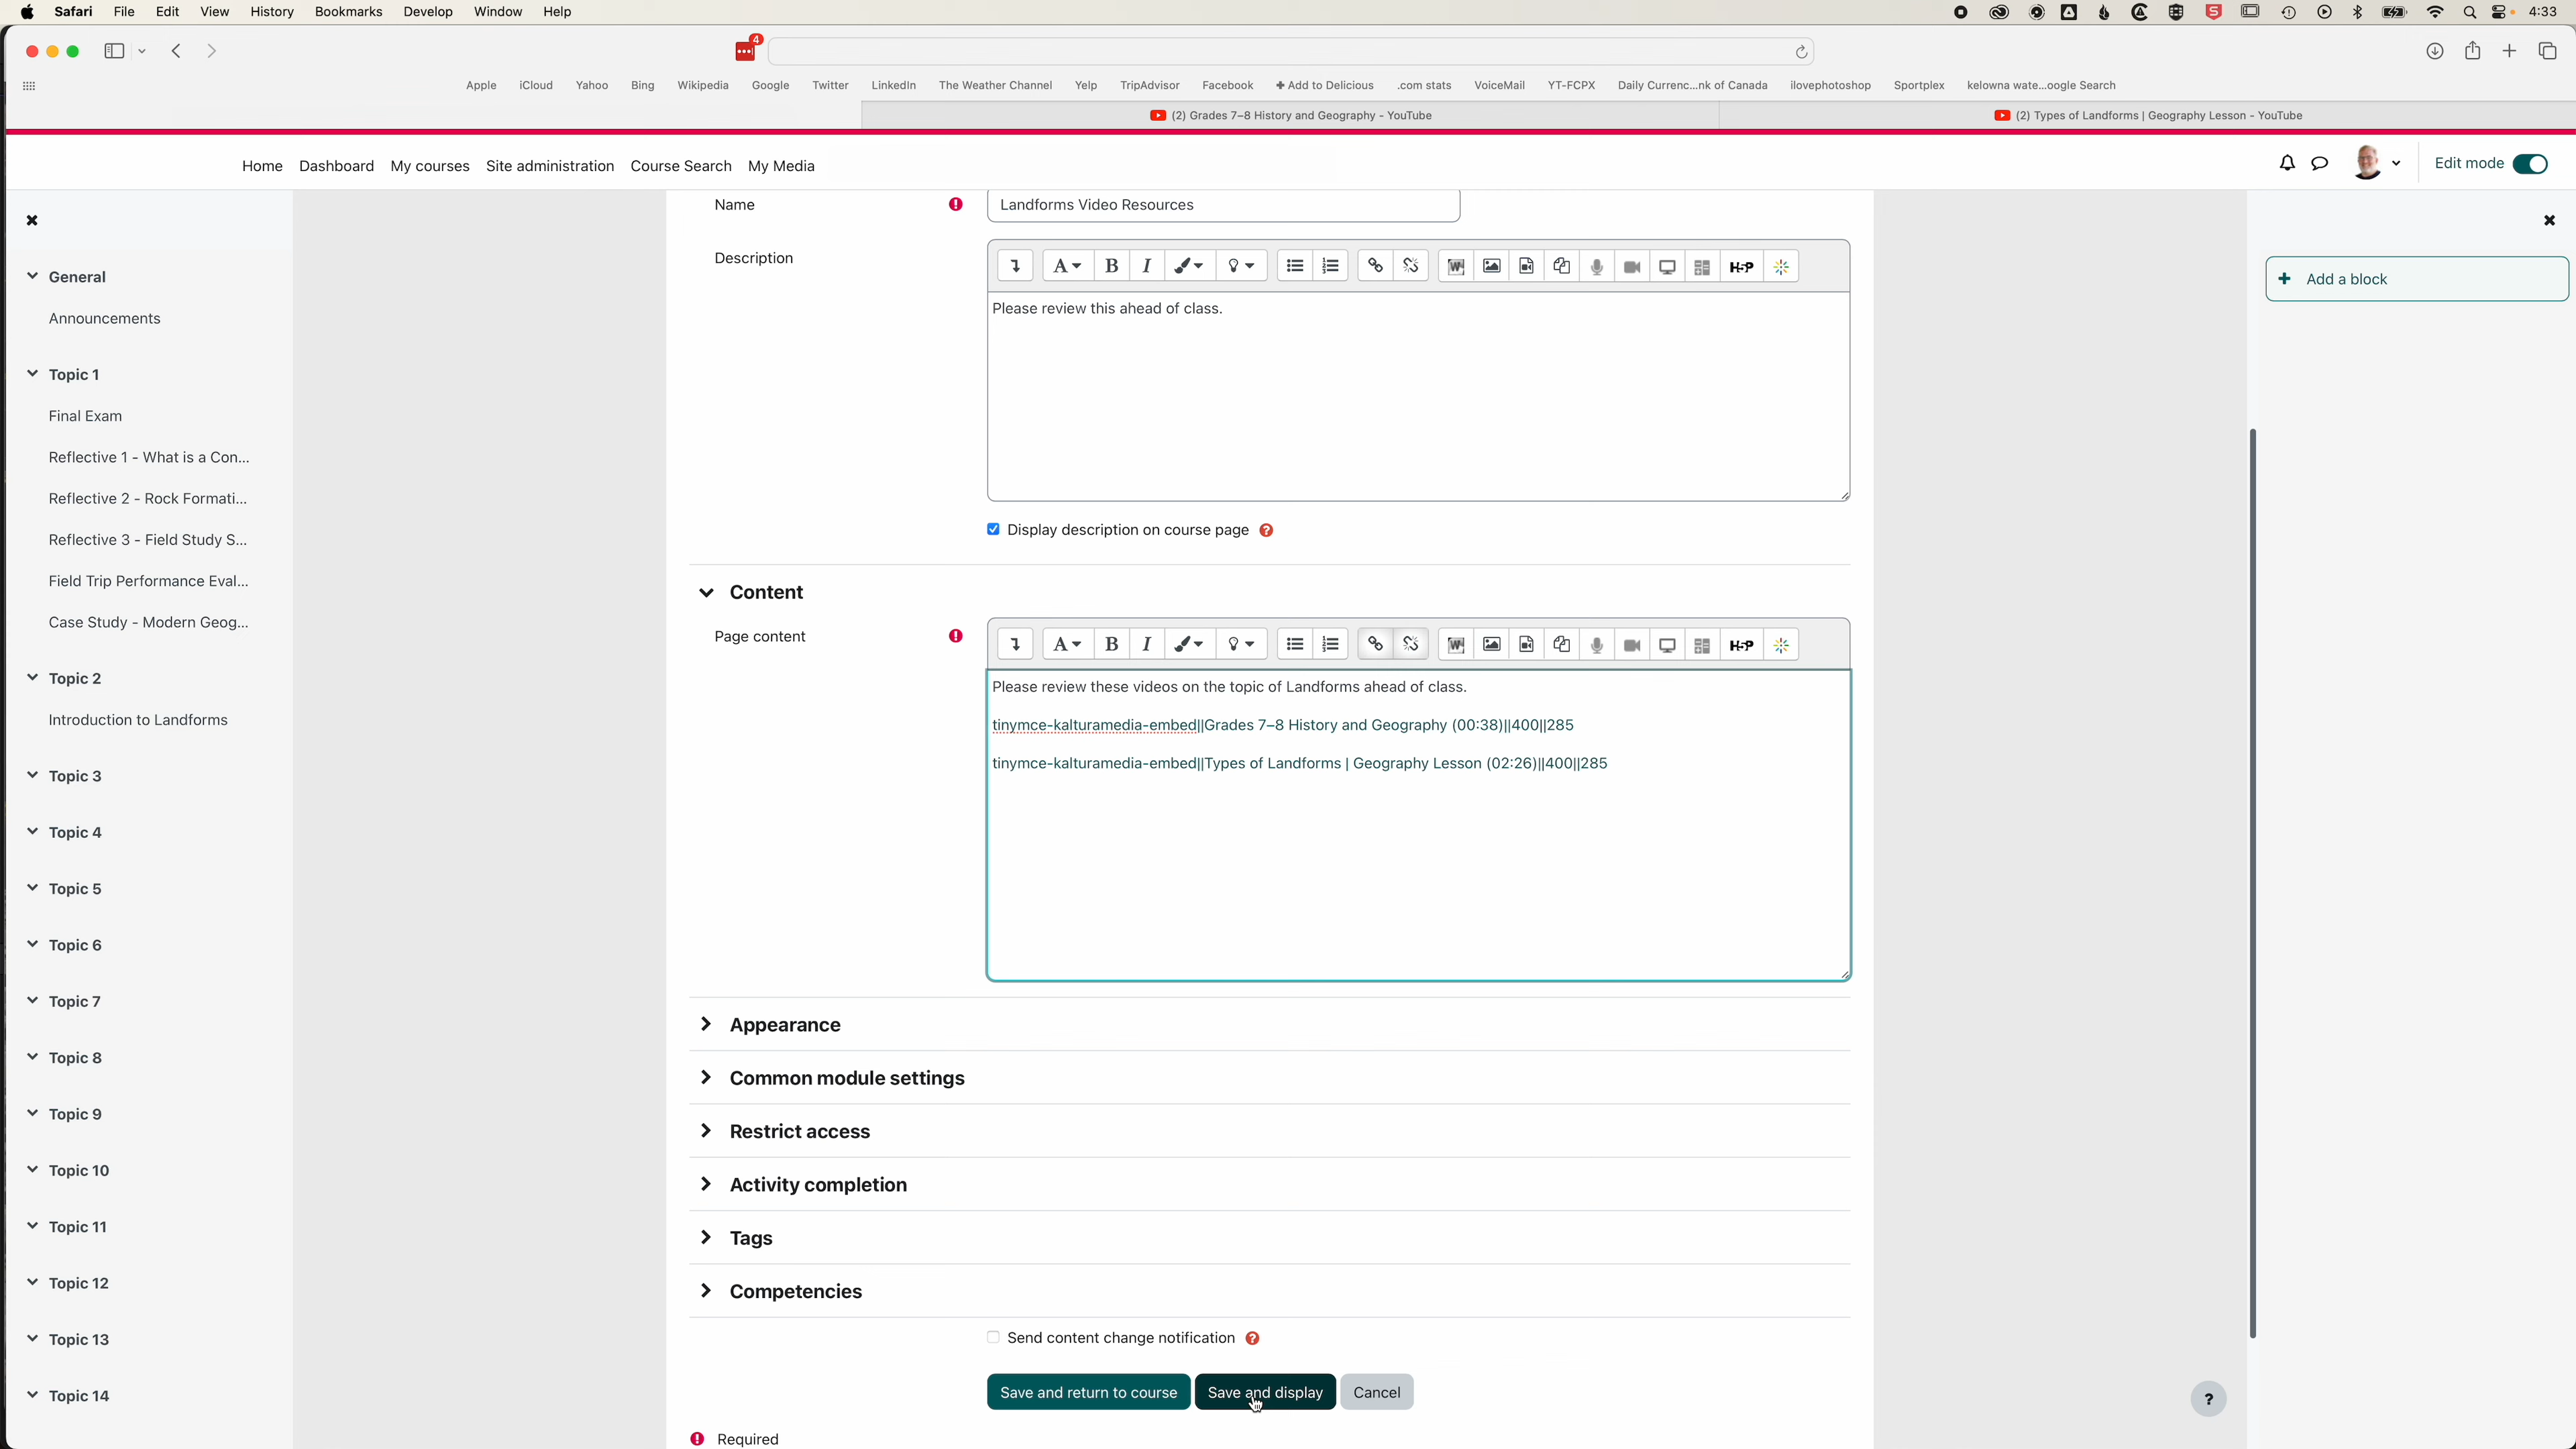 Safari File Edit View History Bookmarks Develop Window Help 4:33
4
Apple iCloud Yahoo Bing Wikipedia Google Twitter LinkedIn The Weather Channel Yelp TripAdvisor Facebook + Add to Delicious .com stats VoiceMail YT-FCPX Daily Currenc...nk of Canada ilovephotoshop Sportplex kelowna wate...oogle Search
(2) Grades 7–8 History and Geography - YouTube (2) Types of Landforms | Geography Lesson - YouTube
Home Dashboard My courses Site administration Course Search My Media Edit mode
General
Announcements
Topic 1
Final Exam
Reflective 1 - What is a Con...
Reflective 2 - Rock Formati...
Reflective 3 - Field Study S...
Field Trip Performance Eval...
Case Study - Modern Geog...
Topic 2
Introduction to Landforms
Topic 3
Topic 4
Topic 5
Topic 6
Topic 7
Topic 8
Topic 9
Topic 10
Topic 11
Topic 12
Topic 13
Topic 14
Name Landforms Video Resources
Description
A B I W H-P
Please review this ahead of class.
Display description on course page ?
Content
Page content
A B I W H-P
Please review these videos on the topic of Landforms ahead of class.
tinymce-kalturamedia-embed||Grades 7–8 History and Geography (00:38)||400||285
tinymce-kalturamedia-embed||Types of Landforms | Geography Lesson (02:26)||400||285
Appearance
Common module settings
Restrict access
Activity completion
Tags
Competencies
Send content change notification ?
Save and return to course Save and display Cancel
Required
+ Add a block
?